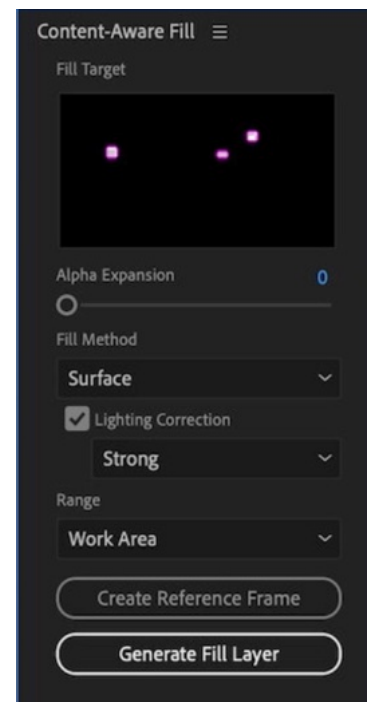 Content-Aware Fill
Fill Target
Alpha Expansion 0
Fill Method
Surface
Lighting Correction
Strong
Range
Work Area
Create Reference Frame
Generate Fill Layer